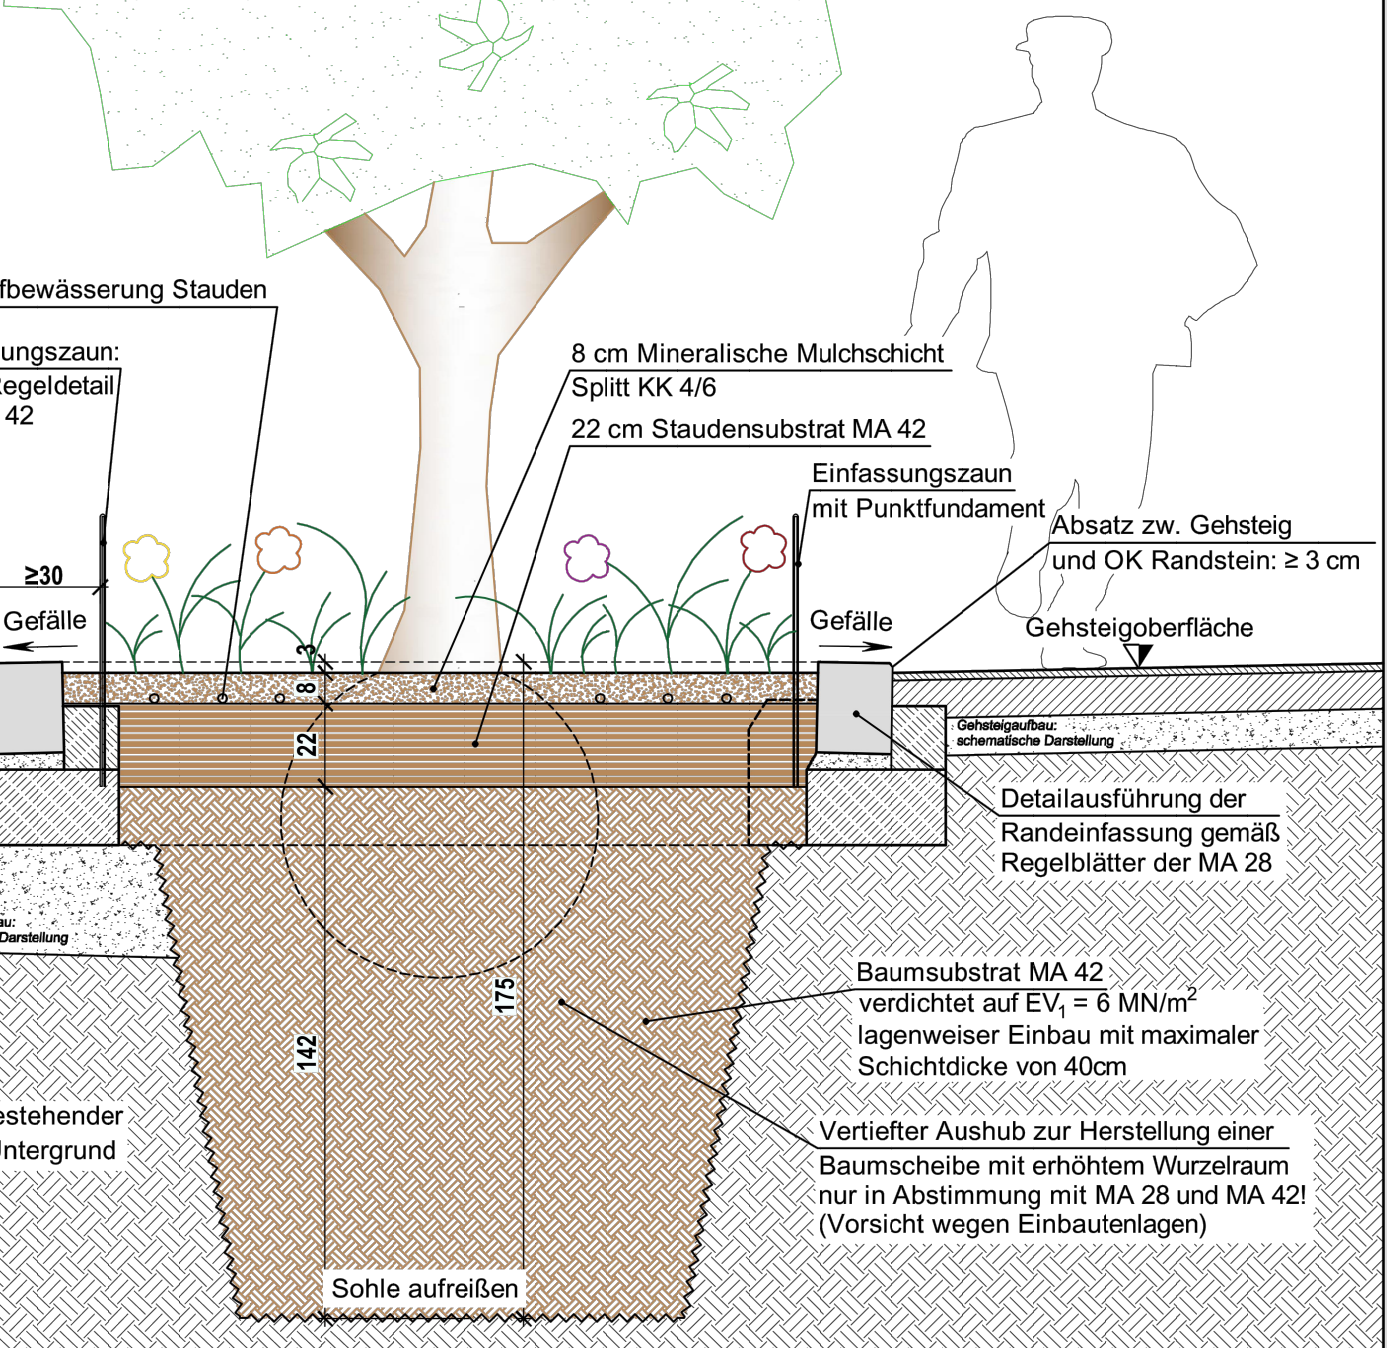 fbewässerung Stauden
ungszaun:
Regeldetail
42
8 cm Mineralische Mulchschicht
Splitt KK 4/6
22 cm Staudensubstrat MA 42
Einfassungszaun
mit Punktfundament
Absatz zw. Gehsteig
und OK Randstein: ≥ 3 cm
≥30
Gefälle
Gefälle
Gehsteigoberfläche
3
8
22
Gehsteigaufbau:
schematische Darstellung
Detailausführung der
Randeinfassung gemäß
Regelblätter der MA 28
au:
Darstellung
Baumsubstrat MA 42
verdichtet auf EV₁ = 6 MN/m²
lagenweiser Einbau mit maximaler
Schichtdicke von 40cm
175
142
estehender
Untergrund
Vertiefter Aushub zur Herstellung einer
Baumscheibe mit erhöhtem Wurzelraum
nur in Abstimmung mit MA 28 und MA 42!
(Vorsicht wegen Einbautenlagen)
Sohle aufreißen